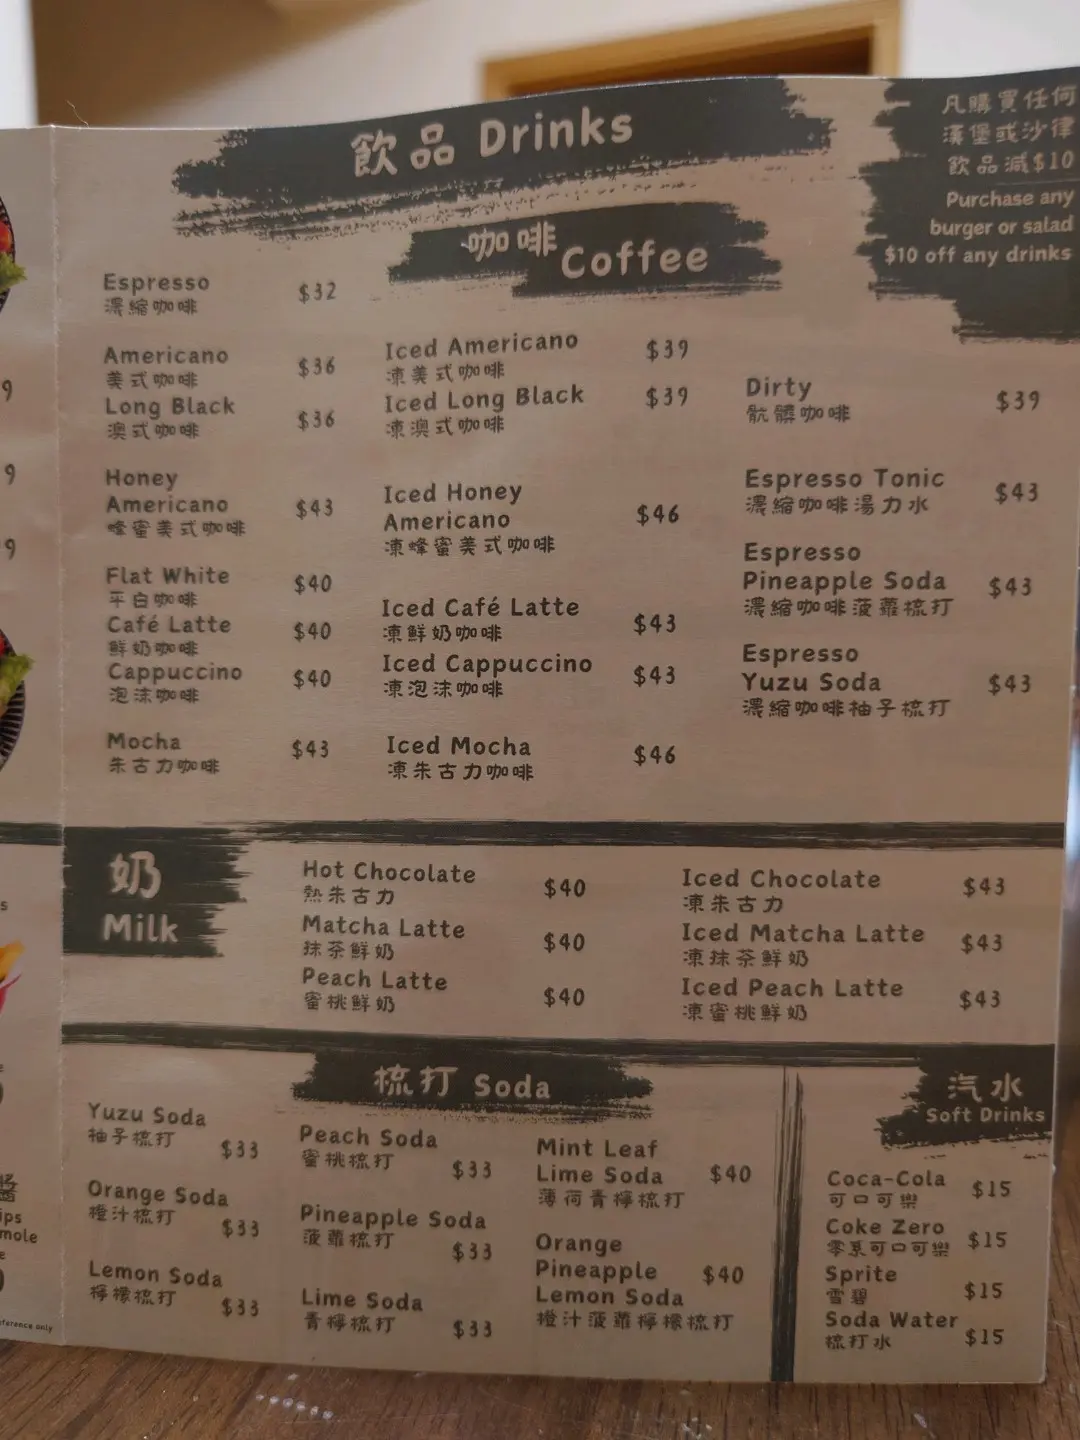 飲品 Drinks
凡購買任何
漢堡或沙律
飲品減$10
Purchase any
burger or salad
$10 off any drinks
咖啡 Coffee
Espresso $32
濃縮咖啡
Americano $36
美式咖啡
Long Black $36
澳式咖啡
Honey
Americano $43
蜂蜜美式咖啡
Flat White $40
平白咖啡
Café Latte $40
鮮奶咖啡
Cappuccino $40
泡沫咖啡
Mocha $43
朱古力咖啡
Iced Americano $39
凍美式咖啡
Iced Long Black $39
凍澳式咖啡
Iced Honey
Americano $46
凍蜂蜜美式咖啡
Iced Café Latte $43
凍鮮奶咖啡
Iced Cappuccino $43
凍泡沫咖啡
Iced Mocha $46
凍朱古力咖啡
Dirty $39
骯髒咖啡
Espresso Tonic $43
濃縮咖啡湯力水
Espresso
Pineapple Soda $43
濃縮咖啡菠蘿梳打
Espresso
Yuzu Soda $43
濃縮咖啡柚子梳打
奶
Milk
Hot Chocolate $40
熱朱古力
Matcha Latte $40
抹茶鮮奶
Peach Latte $40
蜜桃鮮奶
Iced Chocolate $43
凍朱古力
Iced Matcha Latte $43
凍抹茶鮮奶
Iced Peach Latte $43
凍蜜桃鮮奶
梳打 Soda
Yuzu Soda
柚子梳打 $33
Orange Soda
橙汁梳打 $33
Lemon Soda
檸檬梳打 $33
Peach Soda
蜜桃梳打 $33
Pineapple Soda
菠蘿梳打 $33
Lime Soda
青檸梳打 $33
Mint Leaf
Lime Soda $40
薄荷青檸梳打
Orange
Pineapple $40
Lemon Soda
橙汁菠蘿檸檬梳打
汽水
Soft Drinks
Coca-Cola $15
可口可樂
Coke Zero $15
零系可口可樂
Sprite $15
雪碧
Soda Water $15
梳打水
9
9
9
s
醬
ips
mole
eference only